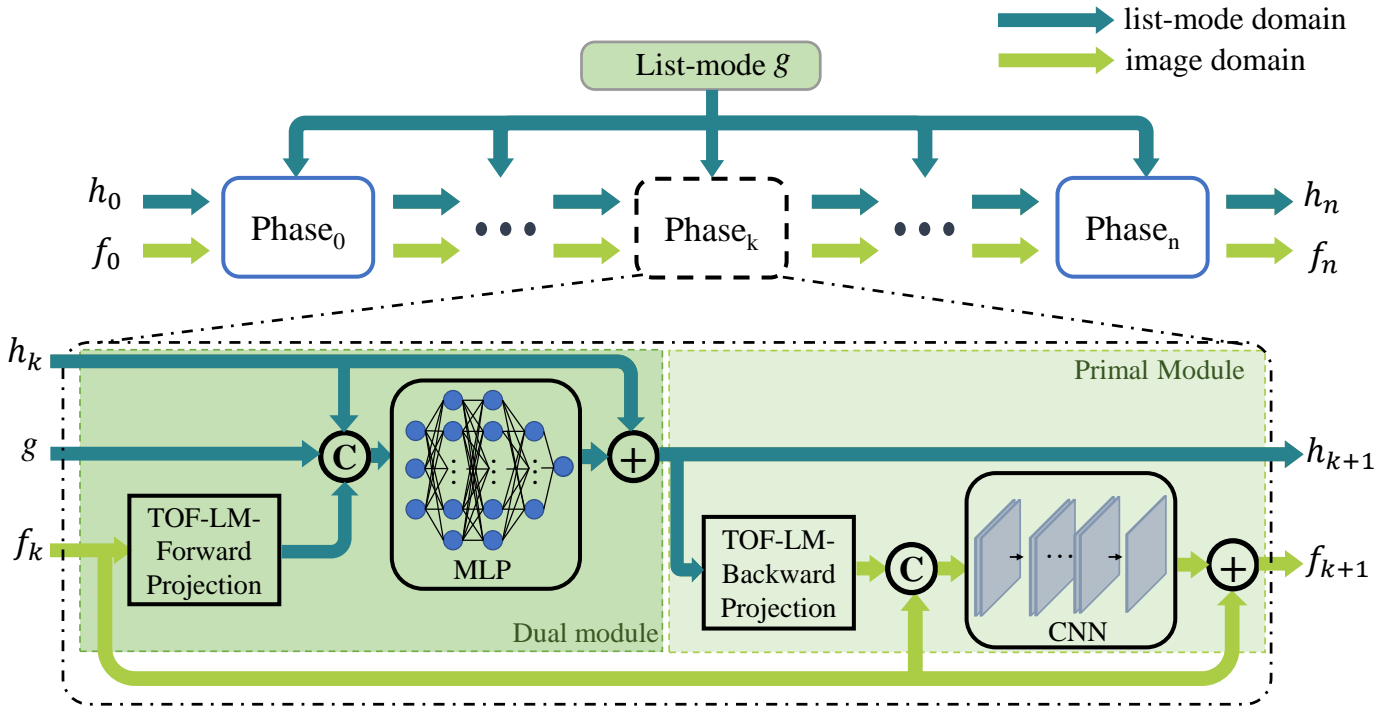 list-mode domain
image domain
List-mode g
h₀
f₀
Phase₀
Phaseₖ
Phaseₙ
hₙ
fₙ
hₖ
g
fₖ
C
MLP
+
TOF-LM-
Forward
Projection
Dual module
Primal Module
TOF-LM-
Backward
Projection
C
CNN
+
hₖ₊₁
fₖ₊₁